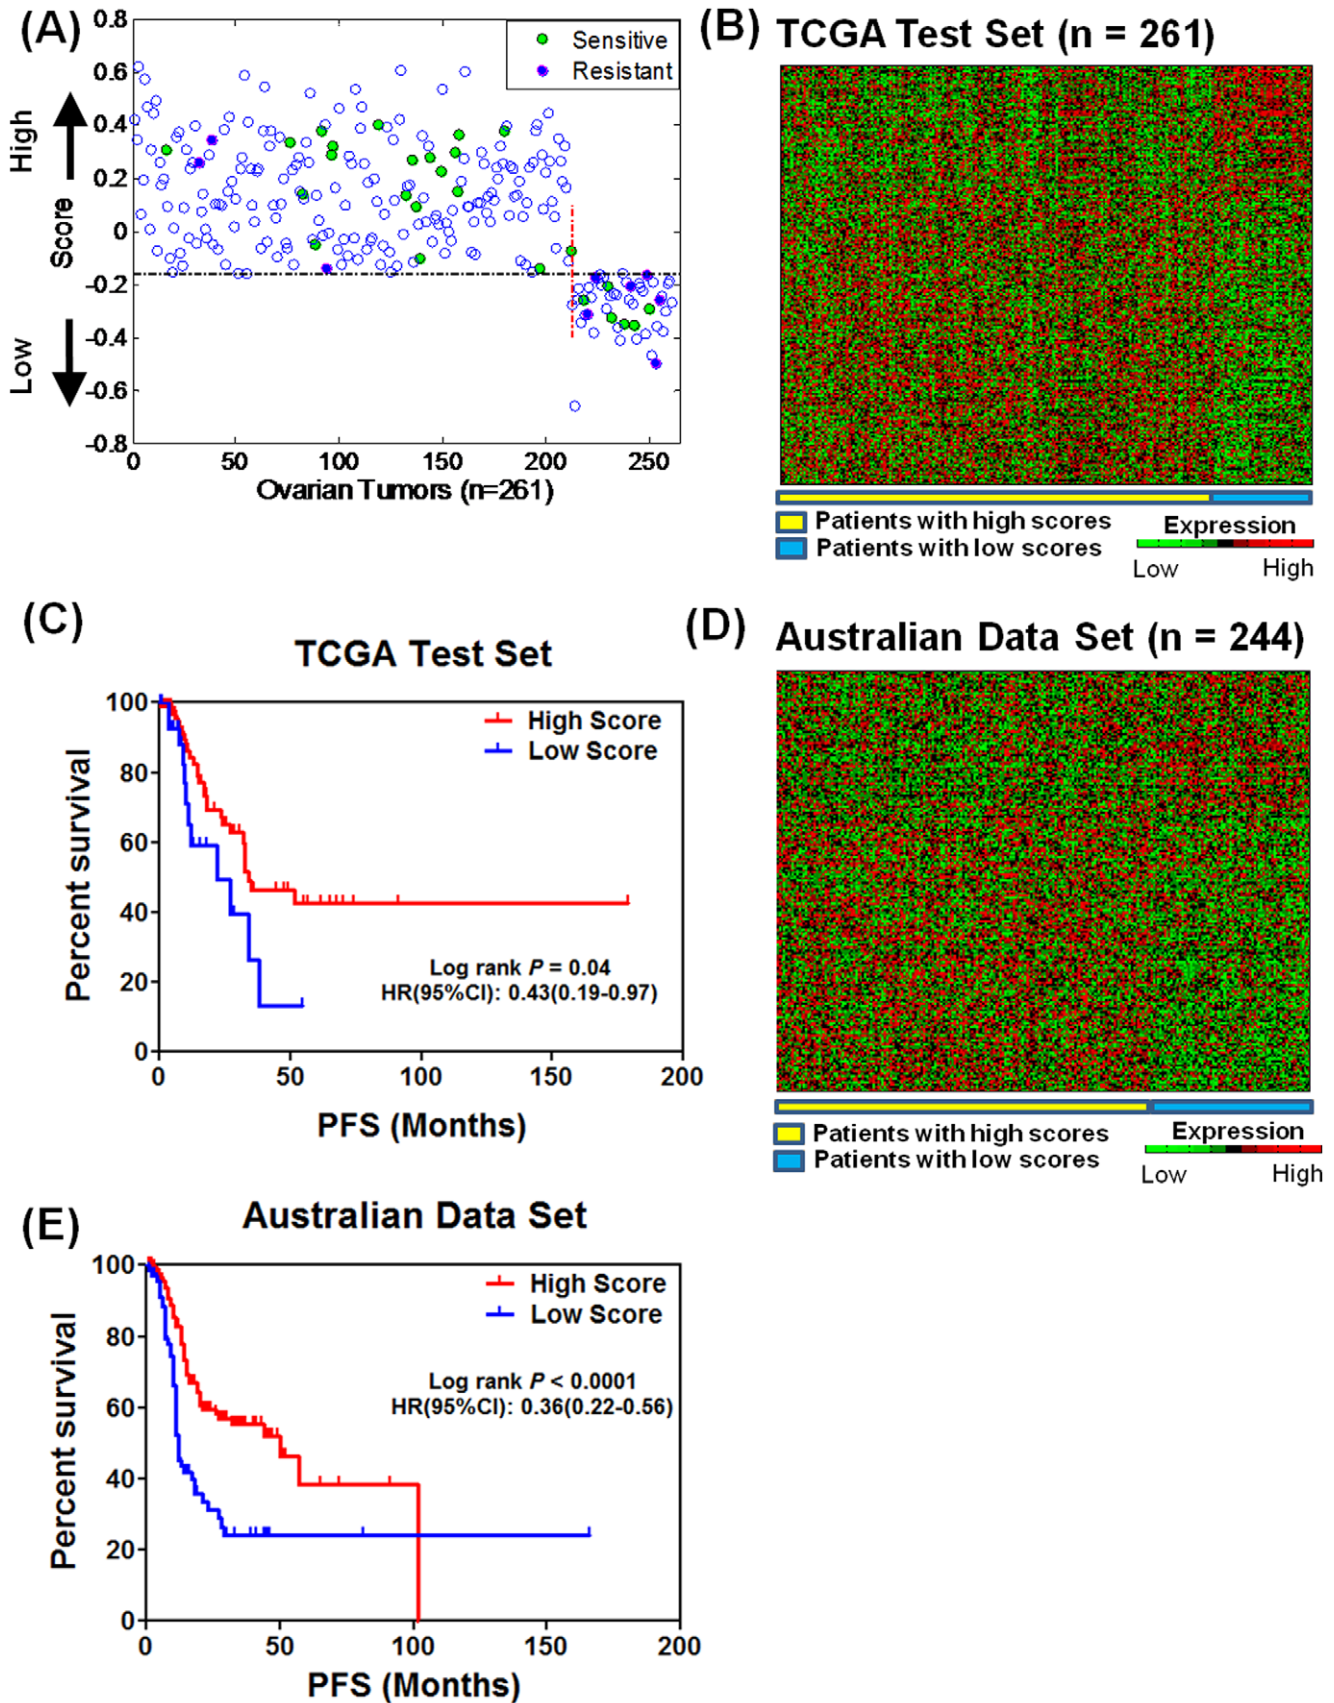 (A)
0.8
0.6
0.4
0.2
0
-0.2
-0.4
-0.6
-0.8
High
Score
Low
Sensitive
Resistant
0 50 100 150 200 250
Ovarian Tumors (n=261)
(B) TCGA Test Set (n = 261)
Patients with high scores
Patients with low scores
Expression
Low High
(C)
TCGA Test Set
100
80
60
40
20
0
Percent survival
High Score
Low Score
Log rank P = 0.04
HR(95%CI): 0.43(0.19-0.97)
0 50 100 150 200
PFS (Months)
(D) Australian Data Set (n = 244)
Patients with high scores
Patients with low scores
Expression
Low High
(E)
Australian Data Set
100
80
60
40
20
0
Percent survival
High Score
Low Score
Log rank P < 0.0001
HR(95%CI): 0.36(0.22-0.56)
0 50 100 150 200
PFS (Months)